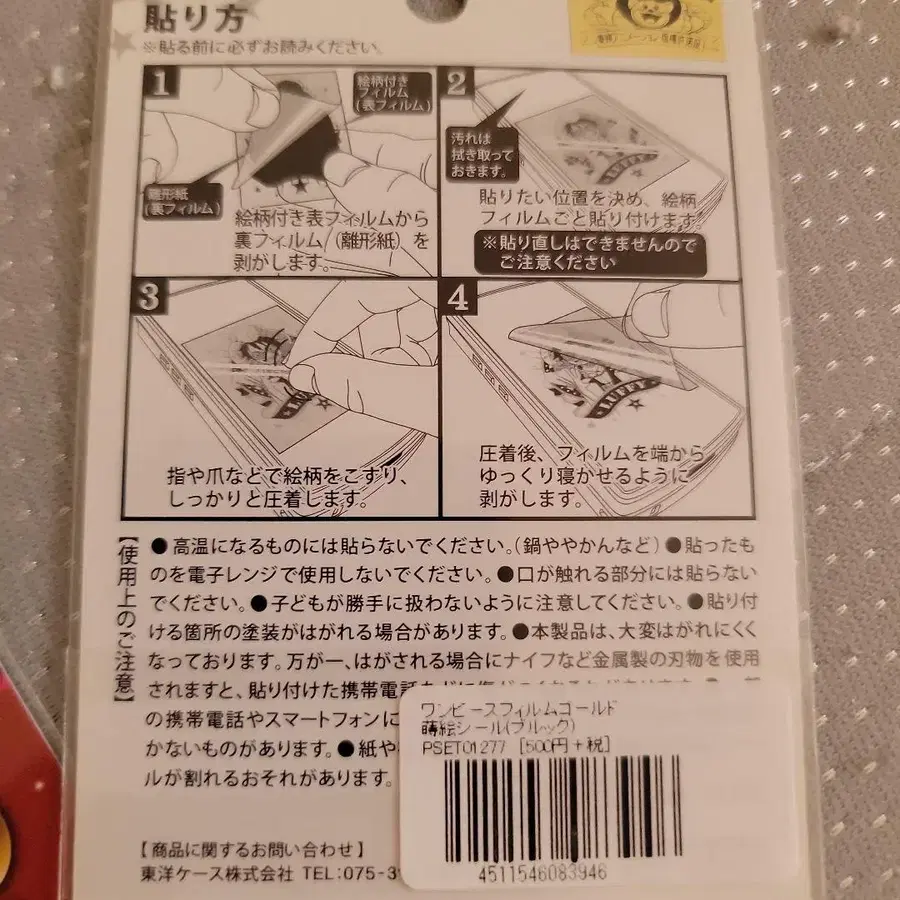 貼り方
※貼る前に必ずお読みください。
1
絵柄付き
フィルム
(表フィルム)
離形紙
(裏フィルム)
絵柄付き表フィルムから
裏フィルム(離形紙)を
剥がします。
2
汚れは
拭き取って
おきます。
貼りたい位置を決め、絵柄
フィルムごと貼り付けます
※貼り直しはできませんので
ご注意ください
3
指や爪などで絵柄をこすり、
しっかりと圧着します。
4
LUFFY
圧着後、フィルムを端から
ゆっくり寝かせるように
剥がします。
【使用上のご注意】
●高温になるものには貼らないでください。(鍋ややかんなど)●貼ったも
のを電子レンジで使用しないでください。●口が触れる部分には貼らない
でください。●子どもが勝手に扱わないように注意してください。●貼り付
ける箇所の塗装がはがれる場合があります。●本製品は、大変はがれにくく
なっております。万が一、はがされる場合にナイフなど金属製の刃物を使用
されますと、貼り付けた携帯電話
の携帯電話やスマートフォンに
かないものがあります。●紙や
ルが割れるおそれがあります。
【商品に関するお問い合わせ】
東洋ケース株式会社 TEL:075-3
ワンピースフィルムゴールド
蒔絵シール(ブルック)
PSET01277 [500円+税]
4511546083946